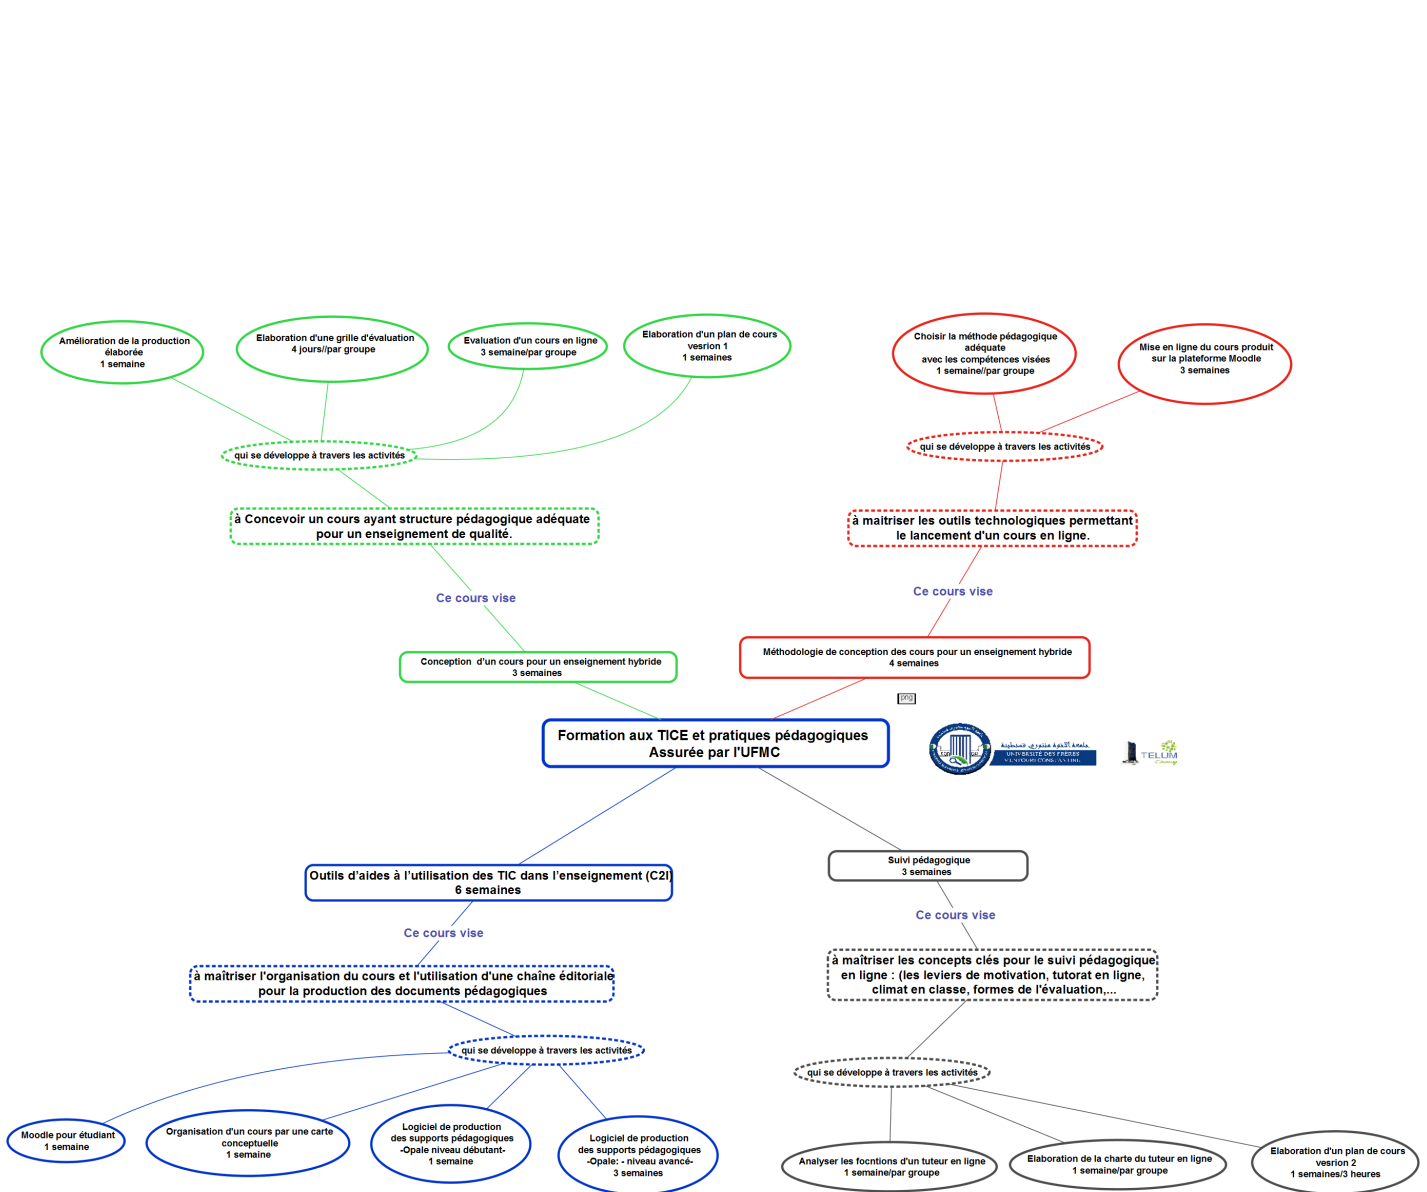 Amélioration de la production
élaborée
1 semaine
Elaboration d'une grille d'évaluation
4 jours//par groupe
Evaluation d'un cours en ligne
3 semaine/par groupe
Elaboration d'un plan de cours
vesrion 1
1 semaines
Choisir la méthode pédagogique
adéquate
avec les compétences visées
1 semaine//par groupe
Mise en ligne du cours produit
sur la plateforme Moodle
3 semaines
qui se développe à travers les activités
qui se développe à travers les activités
à Concevoir un cours ayant structure pédagogique adéquate
pour un enseignement de qualité.
à maitriser les outils technologiques permettant
le lancement d'un cours en ligne.
Ce cours vise
Ce cours vise
Conception  d'un cours pour un enseignement hybride
3 semaines
Méthodologie de conception des cours pour un enseignement hybride
4 semaines
png
Formation aux TICE et pratiques pédagogiques
Assurée par l'UFMC
جامعة الاخوة منتوري قسنطينة
UNIVERSITÉ DES FRÈRES
MENTOURI CONSTANTINE
TELUM
Outils d’aides à l’utilisation des TIC dans l’enseignement (C2I)
6 semaines
Suivi pédagogique
3 semaines
Ce cours vise
Ce cours vise
à maîtriser l'organisation du cours et l'utilisation d'une chaîne éditoriale
pour la production des documents pédagogiques
à maîtriser les concepts clés pour le suivi pédagogique
en ligne : (les leviers de motivation, tutorat en ligne,
climat en classe, formes de l'évaluation,...
qui se développe à travers les activités
qui se développe à travers les activités
Moodle pour étudiant
1 semaine
Organisation d'un cours par une carte
conceptuelle
1 semaine
Logiciel de production
des supports pédagogiques
-Opale niveau débutant-
1 semaine
Logiciel de production
des supports pédagogiques
-Opale: - niveau avancé-
3 semaines
Analyser les focntions d'un tuteur en ligne
1 semaine/par groupe
Elaboration de la charte du tuteur en ligne
1 semaine/par groupe
Elaboration d'un plan de cours
vesrion 2
1 semaines/3 heures